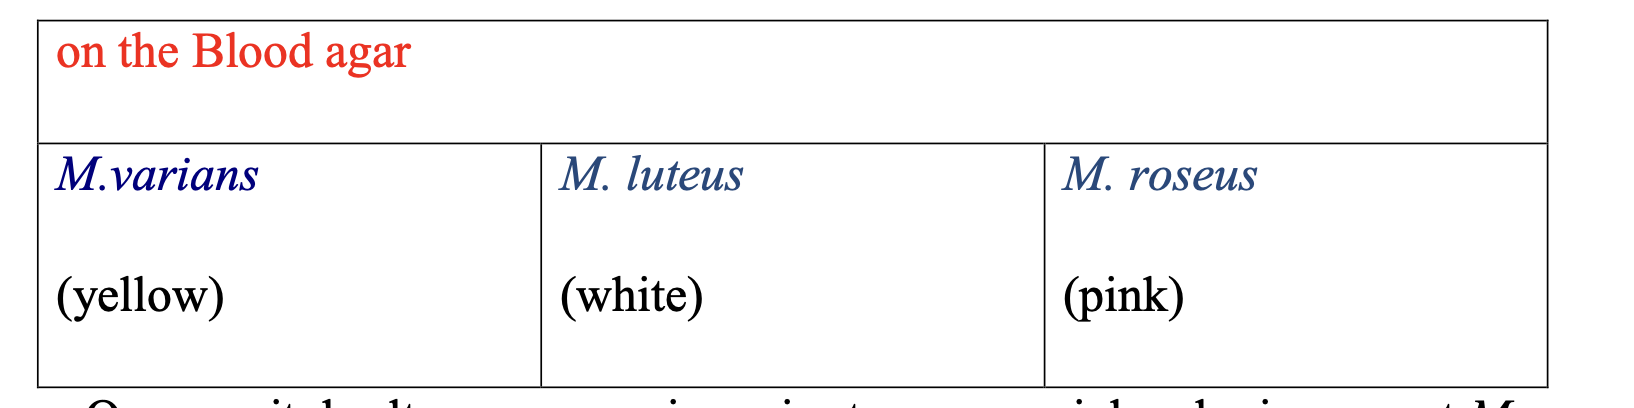 on the Blood agar
M.varians
(yellow)
M. luteus
(white)
M. roseus
(pink)